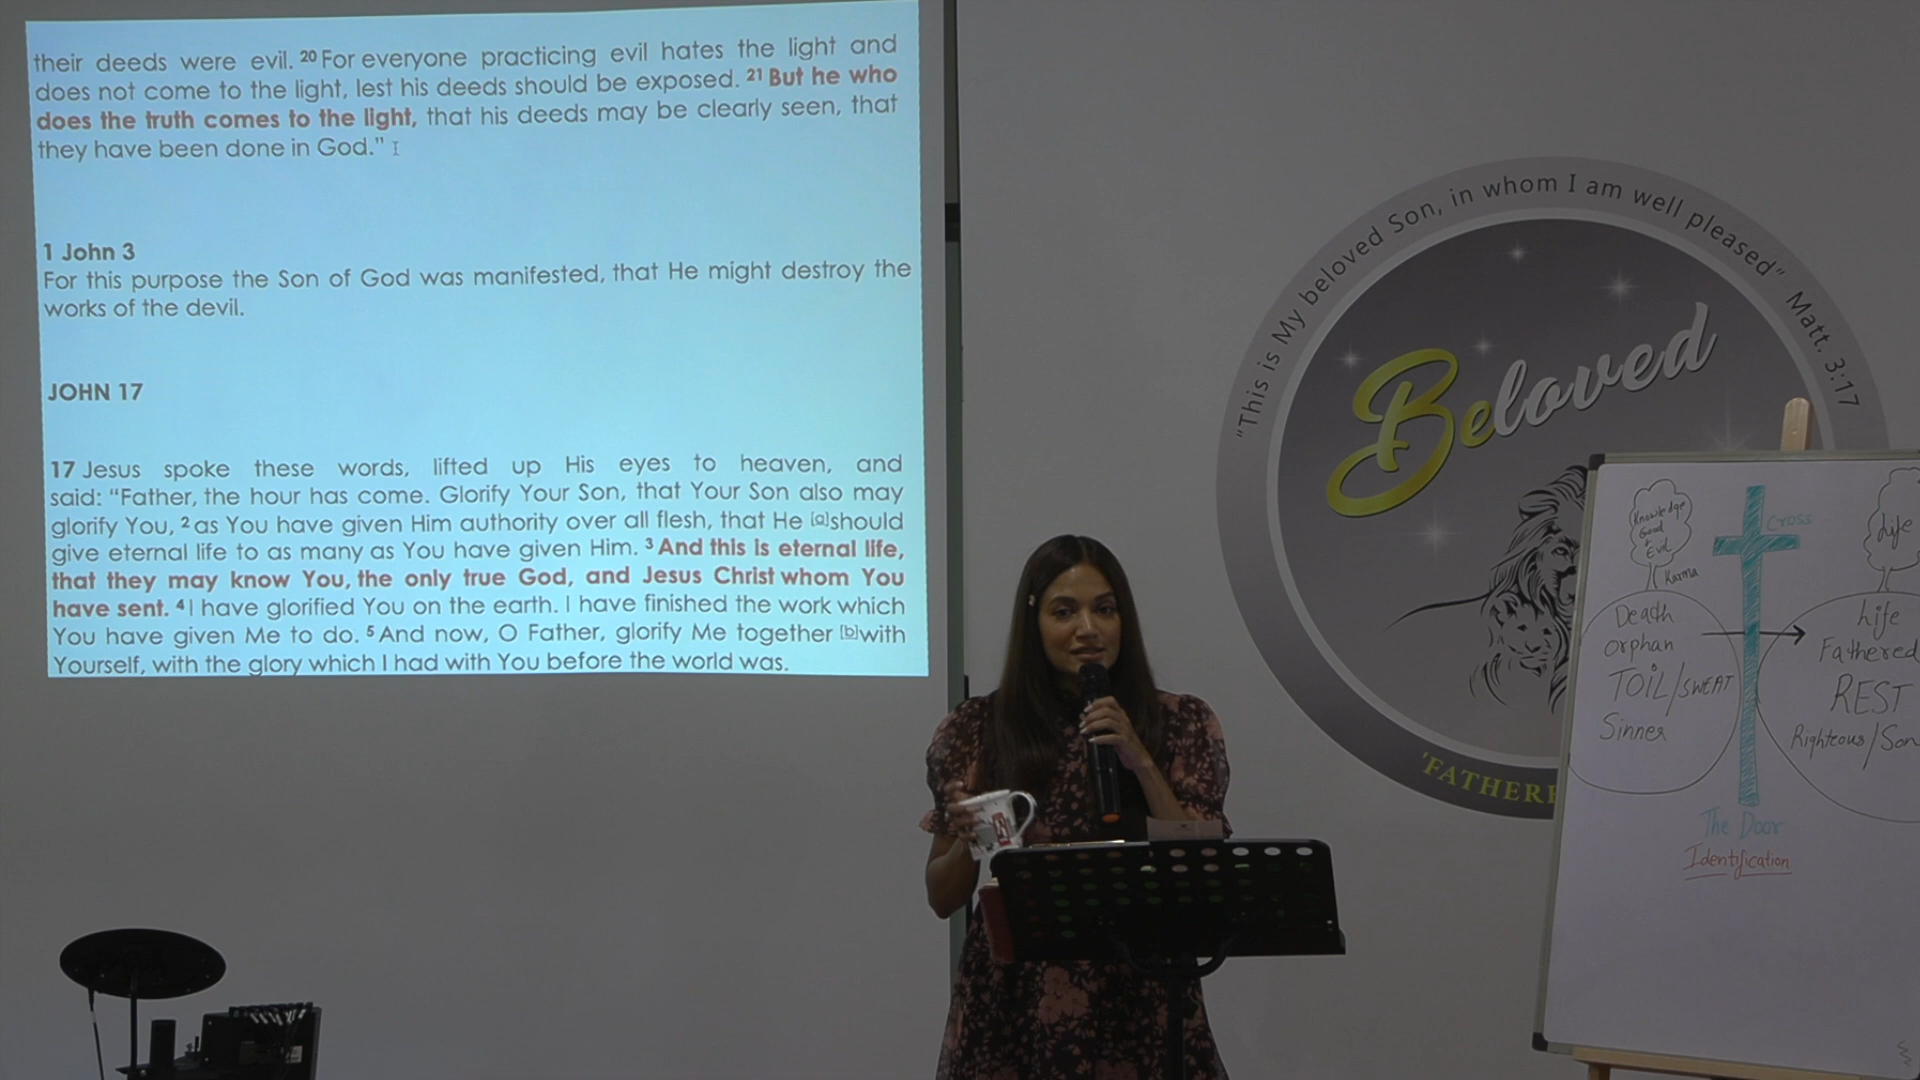 their deeds were evil. 20 For everyone practicing evil hates the light and
does not come to the light, lest his deeds should be exposed. 21 But he who
does the truth comes to the light, that his deeds may be clearly seen, that
they have been done in God."
1 John 3
For this purpose the Son of God was manifested, that He might destroy the
works of the devil.
JOHN 17
17 Jesus spoke these words, lifted up His eyes to heaven, and
said: "Father, the hour has come. Glorify Your Son, that Your Son also may
glorify You, 2 as You have given Him authority over all flesh, that He [a]should
give eternal life to as many as You have given Him. 3 And this is eternal life,
that they may know You, the only true God, and Jesus Christ whom You
have sent. 4 I have glorified You on the earth. I have finished the work which
You have given Me to do. 5 And now, O Father, glorify Me together [b]with
Yourself, with the glory which I had with You before the world was.
"This is My beloved Son, in whom I am well pleased" Matt. 3:17
Beloved
Knowledge
Good
+
Evil
Karma
Death
orphan
TOIL/SWEAT
Sinner
Cross
Life
Life
Fathered
REST
Righteous/Son
The Door
Identification